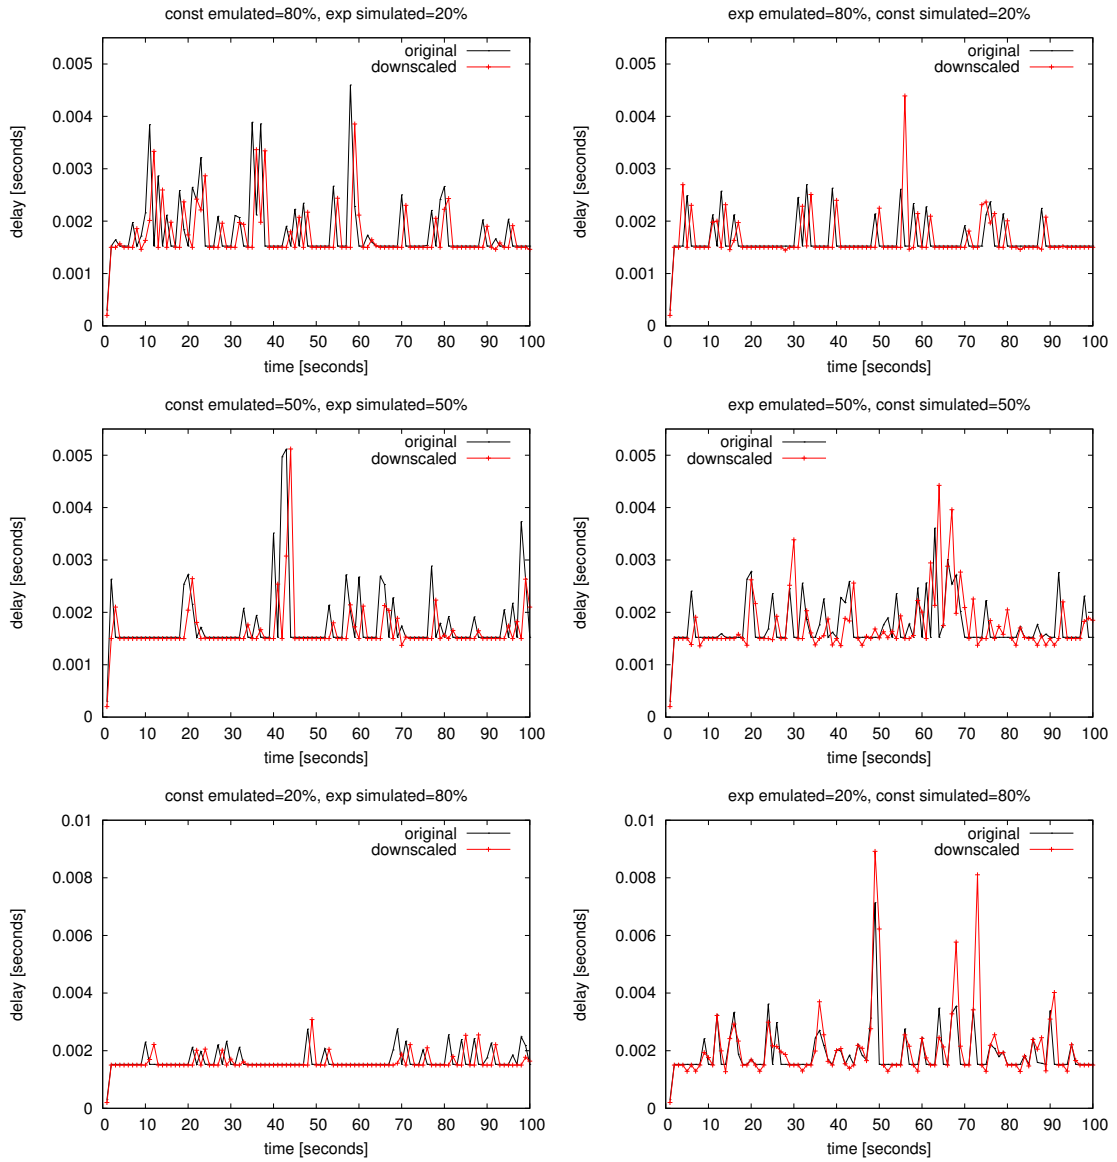 const emulated=80%, exp simulated=20%
original
downscaled
delay [seconds]
0.005
0.004
0.003
0.002
0.001
0
0 10 20 30 40 50 60 70 80 90 100
time [seconds]
exp emulated=80%, const simulated=20%
original
downscaled
delay [seconds]
0.005
0.004
0.003
0.002
0.001
0
0 10 20 30 40 50 60 70 80 90 100
time [seconds]
const emulated=50%, exp simulated=50%
original
downscaled
delay [seconds]
0.005
0.004
0.003
0.002
0.001
0
0 10 20 30 40 50 60 70 80 90 100
time [seconds]
exp emulated=50%, const simulated=50%
original
downscaled
delay [seconds]
0.005
0.004
0.003
0.002
0.001
0
0 10 20 30 40 50 60 70 80 90 100
time [seconds]
const emulated=20%, exp simulated=80%
original
downscaled
delay [seconds]
0.01
0.008
0.006
0.004
0.002
0
0 10 20 30 40 50 60 70 80 90 100
time [seconds]
exp emulated=20%, const simulated=80%
original
downscaled
delay [seconds]
0.01
0.008
0.006
0.004
0.002
0
0 10 20 30 40 50 60 70 80 90 100
time [seconds]